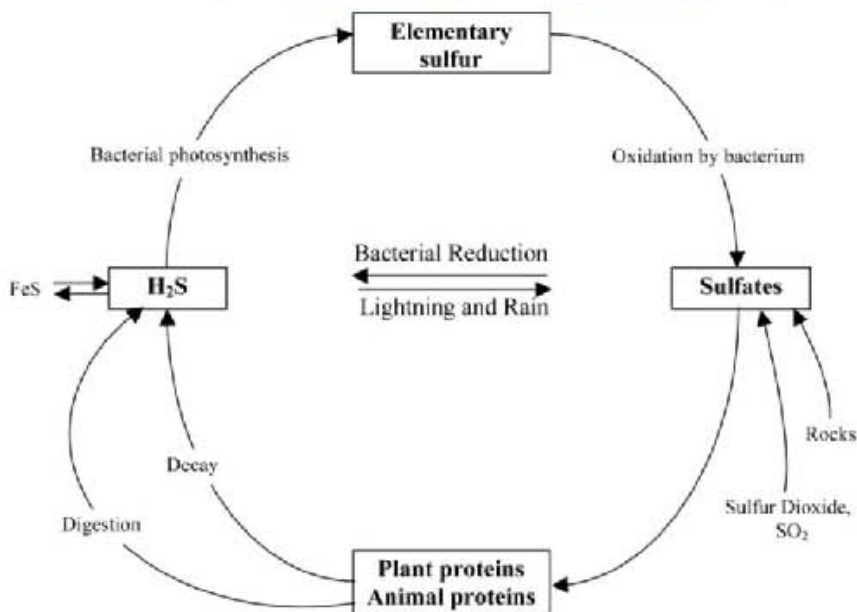 Elementary
sulfur
Bacterial photosynthesis
Oxidation by bacterium
Bacterial Reduction
FeS
H₂S
Sulfates
Lightning and Rain
Rocks
Decay
Digestion
Sulfur Dioxide,
SO₂
Plant proteins
Animal proteins